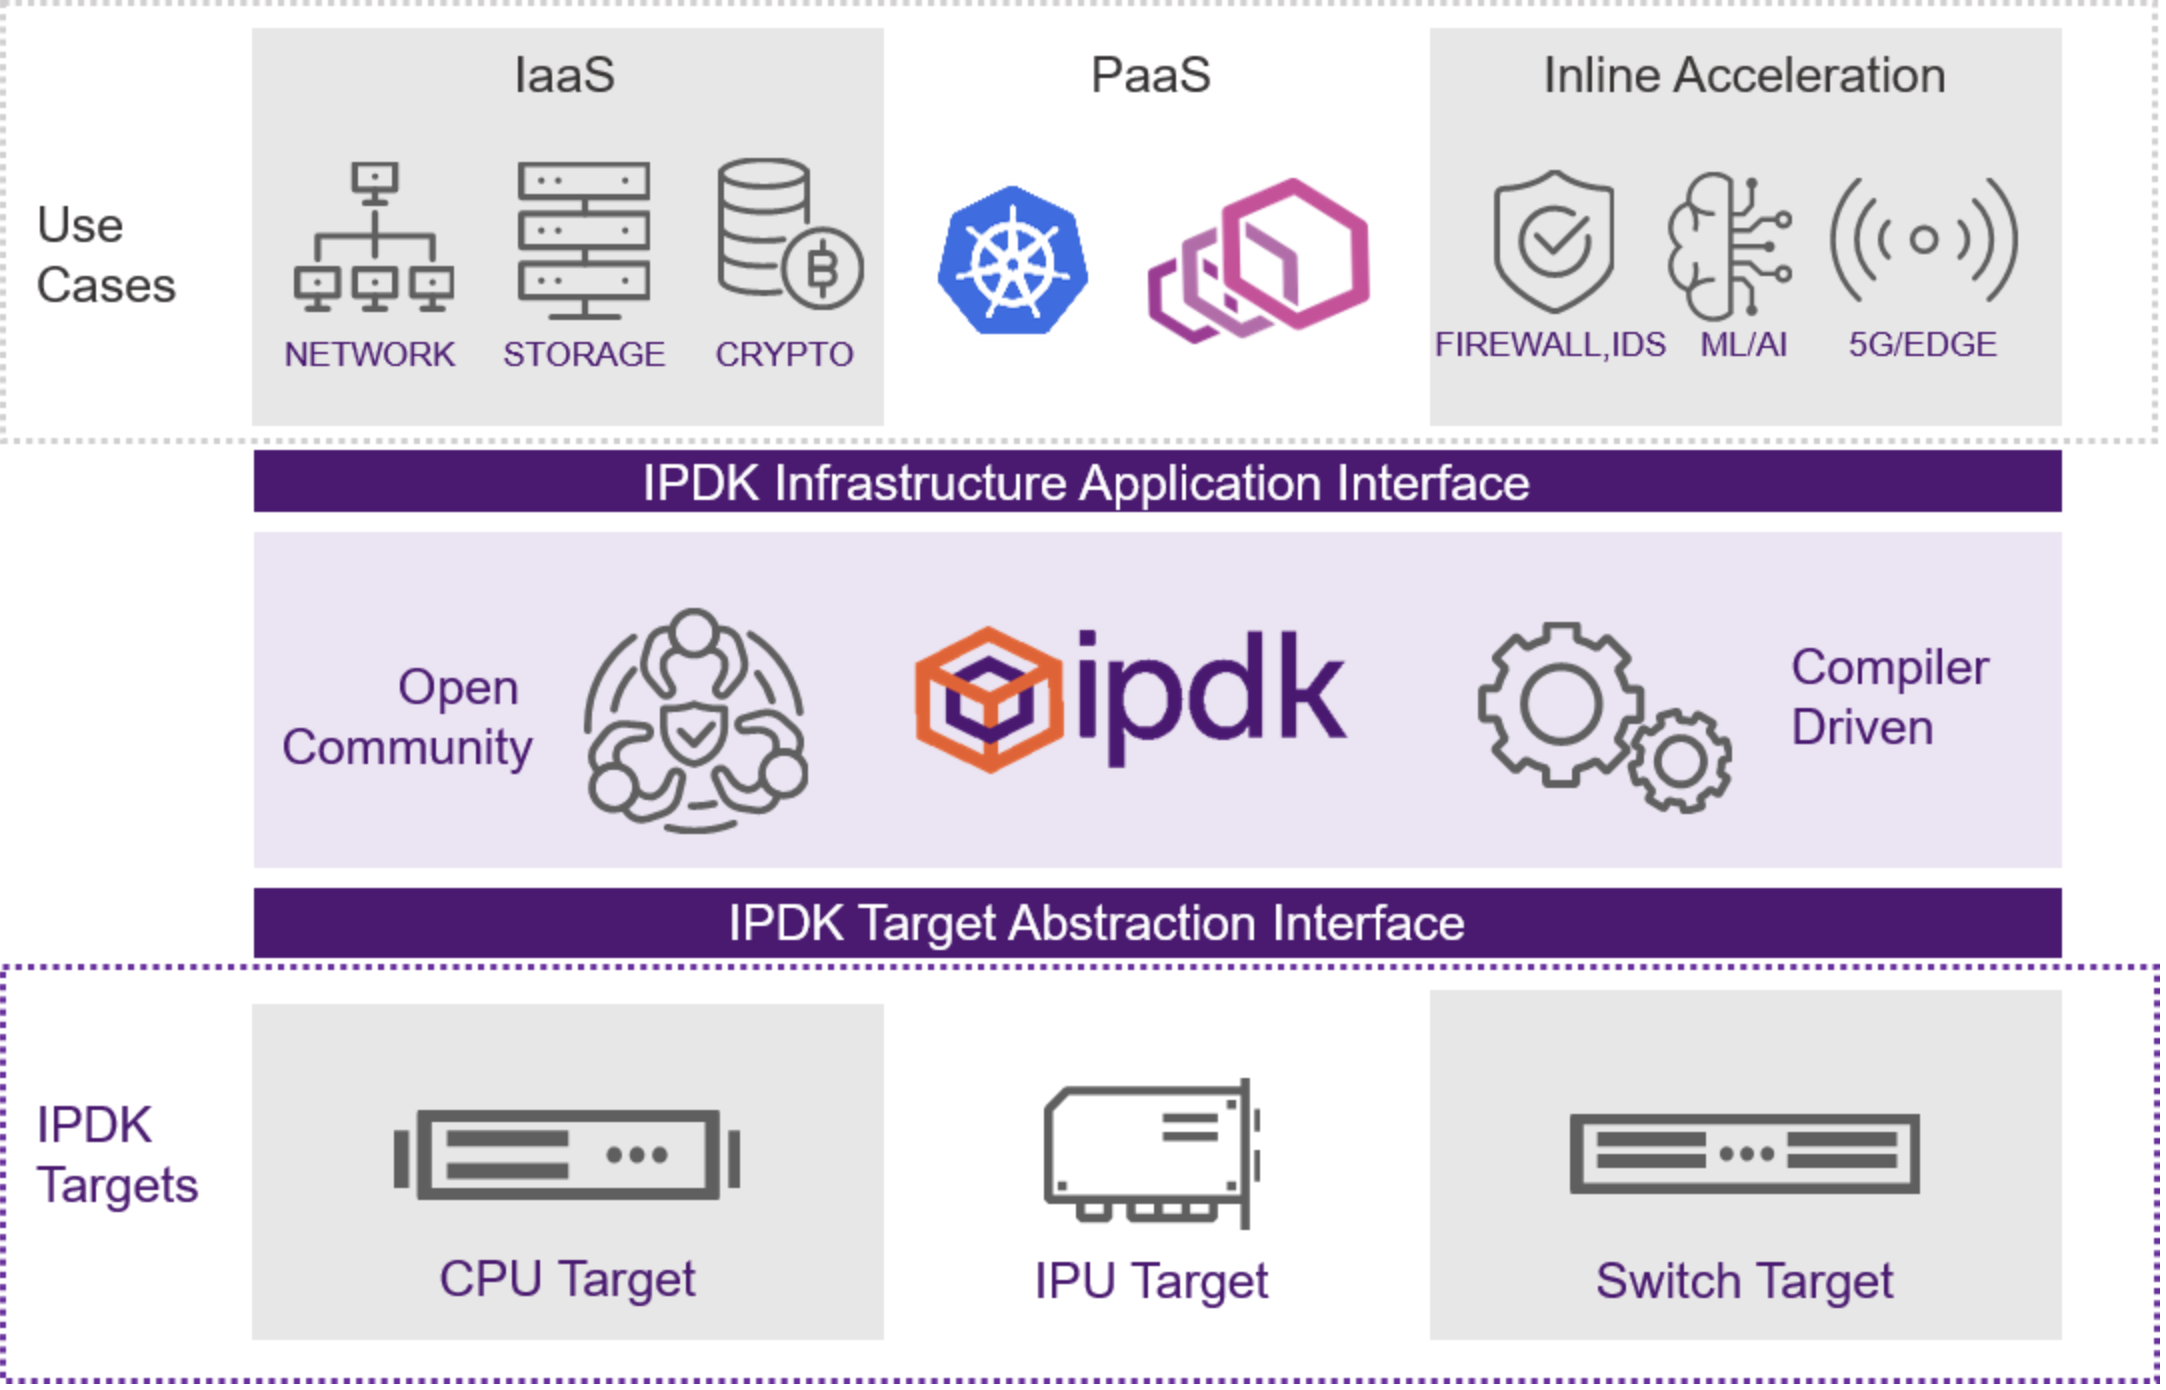 IaaS
PaaS
Inline Acceleration
Use
Cases
NETWORK
STORAGE
CRYPTO
FIREWALL,IDS
ML/AI
5G/EDGE
IPDK Infrastructure Application Interface
Open
Community
ipdk
Compiler
Driven
IPDK Target Abstraction Interface
IPDK
Targets
CPU Target
IPU Target
Switch Target